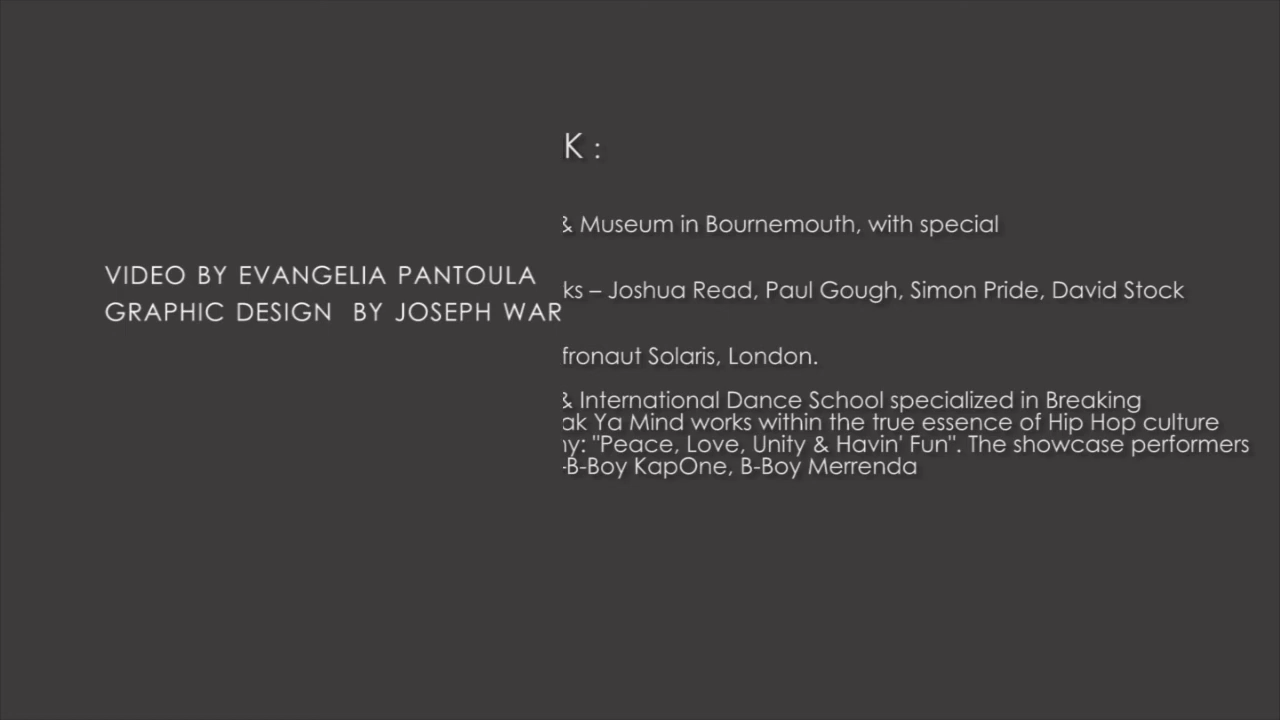 K :
& Museum in Bournemouth, with special
VIDEO BY EVANGELIA PANTOULA
ks – Joshua Read, Paul Gough, Simon Pride, David Stock
GRAPHIC DESIGN BY JOSEPH WAR
fronaut Solaris, London.
& International Dance School specialized in Breaking
ak Ya Mind works within the true essence of Hip Hop culture
y: "Peace, Love, Unity & Havin' Fun". The showcase performers
-B-Boy KapOne, B-Boy Merrenda